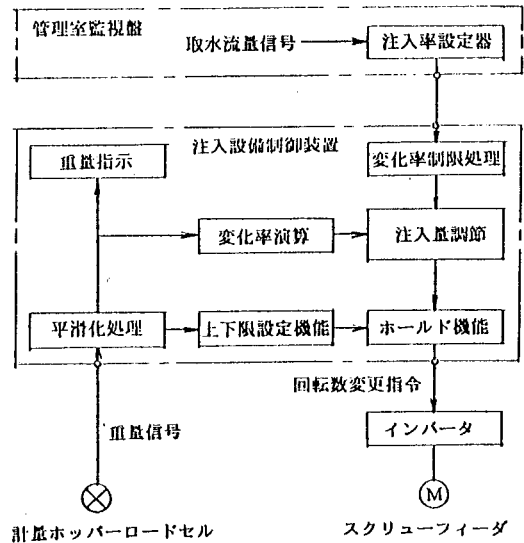 管理室監視盤
取水流量信号
注入率設定器
注入設備制御装置
重量指示
変化率制限処理
変化率演算
注入量調節
平滑化処理
上下限設定機能
ホールド機能
回転数変更指令
重量信号
インバータ
M
計量ホッパーロードセル
スクリューフィーダ